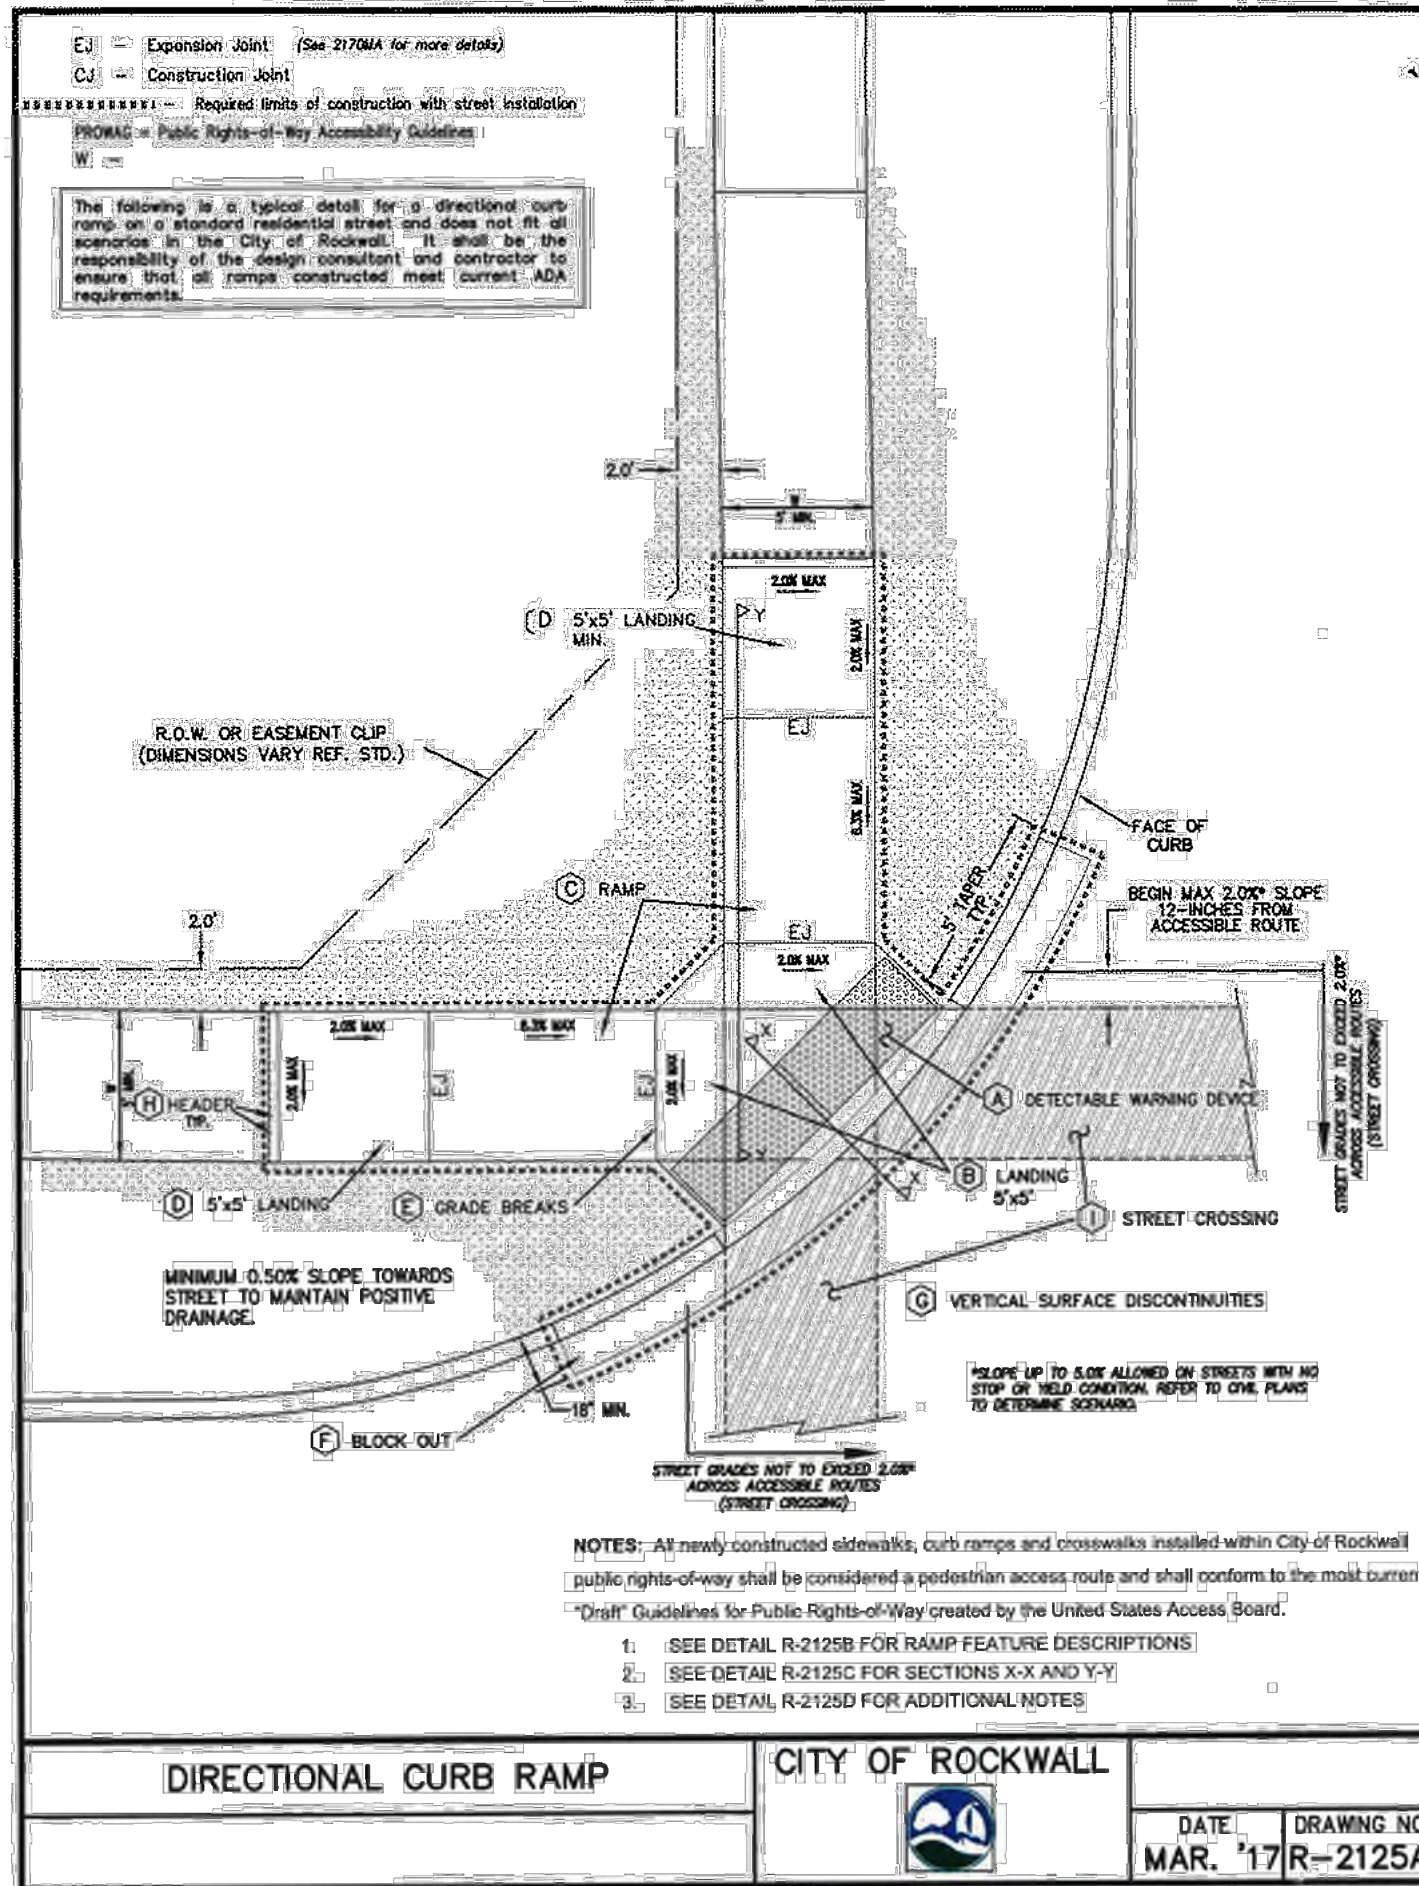 EJ — Expansion Joint (See 2170MA for more details)
CJ — Construction Joint
— Required limits of construction with street installation
PROWAG = Public Rights-of-Way Accessibility Guidelines
W —
The following is a typical detail for a directional curb
ramp on a standard residential street and does not fit all
scenarios in the City of Rockwall. It shall be the
responsibility of the design consultant and contractor to
ensure that all ramps constructed meet current ADA
requirements.
2.0'
W
5' MIN.
2.0% MAX
D 5'x5' LANDING
MIN.
Y
2.0% MAX
EJ
R.O.W. OR EASEMENT CLIP
(DIMENSIONS VARY REF. STD.)
8.3% MAX
FACE OF
CURB
C RAMP
5' TAPER
TYP.
BEGIN MAX 2.0%* SLOPE
12-INCHES FROM
ACCESSIBLE ROUTE
2.0'
EJ
2.0% MAX
2.0% MAX
8.3% MAX
X
W
5' MIN.
2.0% MAX
EJ
EJ
2.0% MAX
H HEADER
TYP.
A DETECTABLE WARNING DEVICE
STREET GRADES NOT TO EXCEED 2.0%*
ACROSS ACCESSIBLE ROUTES
(STREET CROSSING)
X
B LANDING
5'x5'
D 5'x5' LANDING
E GRADE BREAKS
I STREET CROSSING
MINIMUM 0.50% SLOPE TOWARDS
STREET TO MAINTAIN POSITIVE
DRAINAGE.
G VERTICAL SURFACE DISCONTINUITIES
*SLOPE UP TO 5.0% ALLOWED ON STREETS WITH NO
STOP OR YIELD CONDITION. REFER TO CIVIL PLANS
TO DETERMINE SCENARIO.
18" MIN.
F BLOCK OUT
STREET GRADES NOT TO EXCEED 2.0%*
ACROSS ACCESSIBLE ROUTES
(STREET CROSSING)
NOTES: All newly constructed sidewalks, curb ramps and crosswalks installed within City of Rockwall
public rights-of-way shall be considered a pedestrian access route and shall conform to the most curren
"Draft" Guidelines for Public Rights-of-Way created by the United States Access Board.
1. SEE DETAIL R-2125B FOR RAMP FEATURE DESCRIPTIONS
2. SEE DETAIL R-2125C FOR SECTIONS X-X AND Y-Y
3. SEE DETAIL R-2125D FOR ADDITIONAL NOTES
DIRECTIONAL CURB RAMP
CITY OF ROCKWALL
DATE
MAR. '17
DRAWING NO
R-2125A